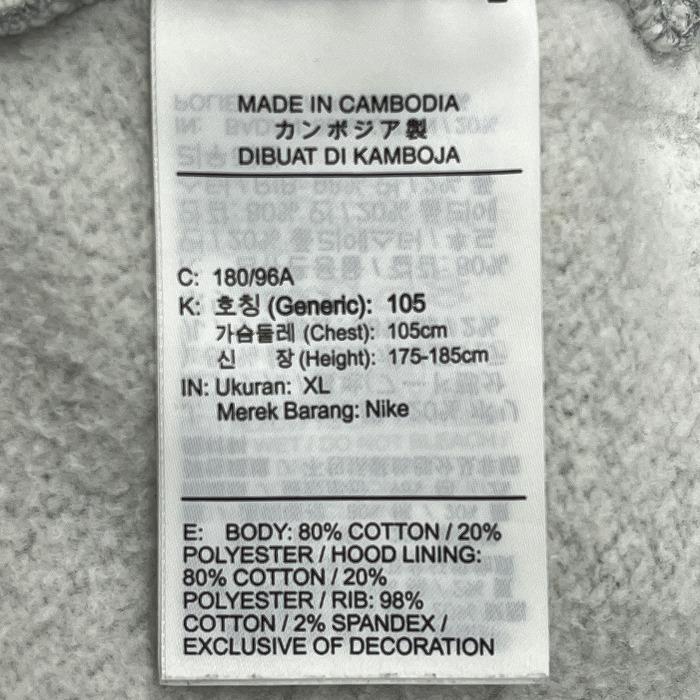 MADE IN CAMBODIA
カンボジア製
DIBUAT DI KAMBOJA
C: 180/96A
K: 호칭 (Generic): 105
가슴둘레 (Chest): 105cm
신 장 (Height): 175-185cm
IN: Ukuran: XL
Merek Barang: Nike
E: BODY: 80% COTTON / 20%
POLYESTER / HOOD LINING:
80% COTTON / 20%
POLYESTER / RIB: 98%
COTTON / 2% SPANDEX /
EXCLUSIVE OF DECORATION